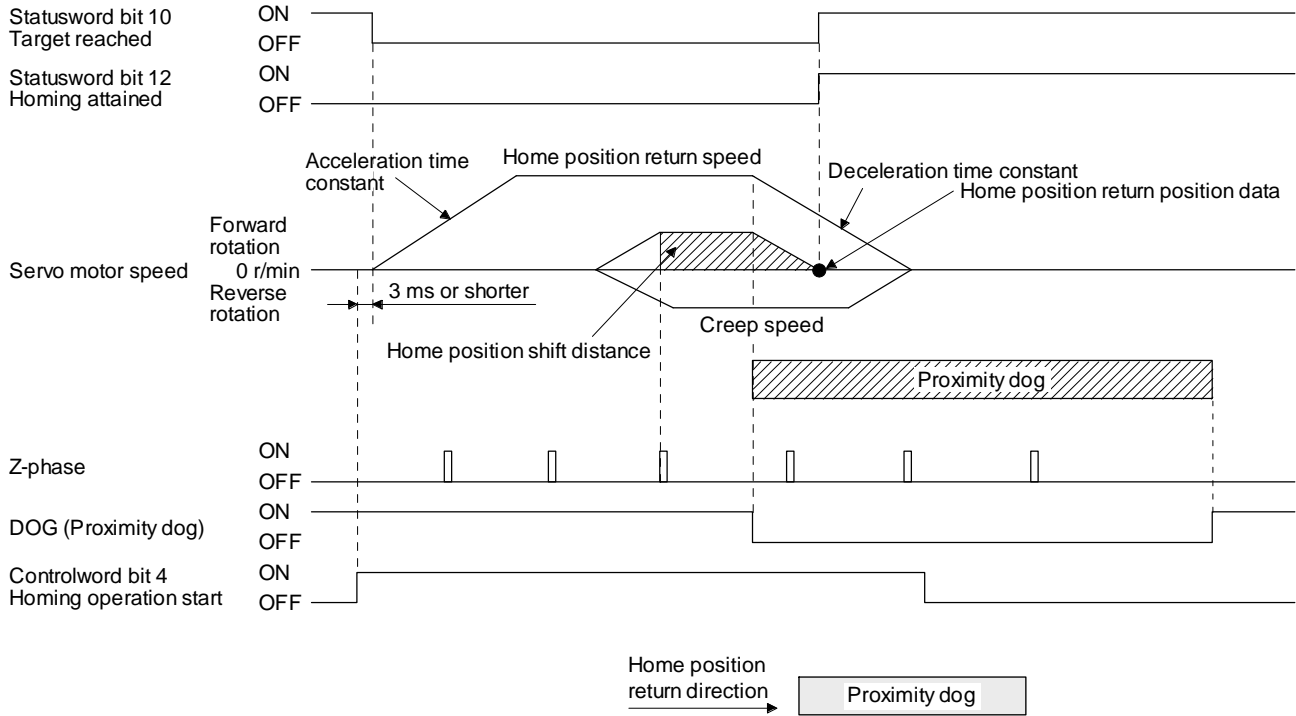 Statusword bit 10
Target reached
ON
OFF
Statusword bit 12
Homing attained
ON
OFF
Acceleration time
constant
Home position return speed
Deceleration time constant
Home position return position data
Forward
rotation
Servo motor speed
0 r/min
Reverse
rotation
3 ms or shorter
Creep speed
Home position shift distance
Proximity dog
Z-phase
ON
OFF
DOG (Proximity dog)
ON
OFF
Controlword bit 4
Homing operation start
ON
OFF
Home position
return direction
Proximity dog